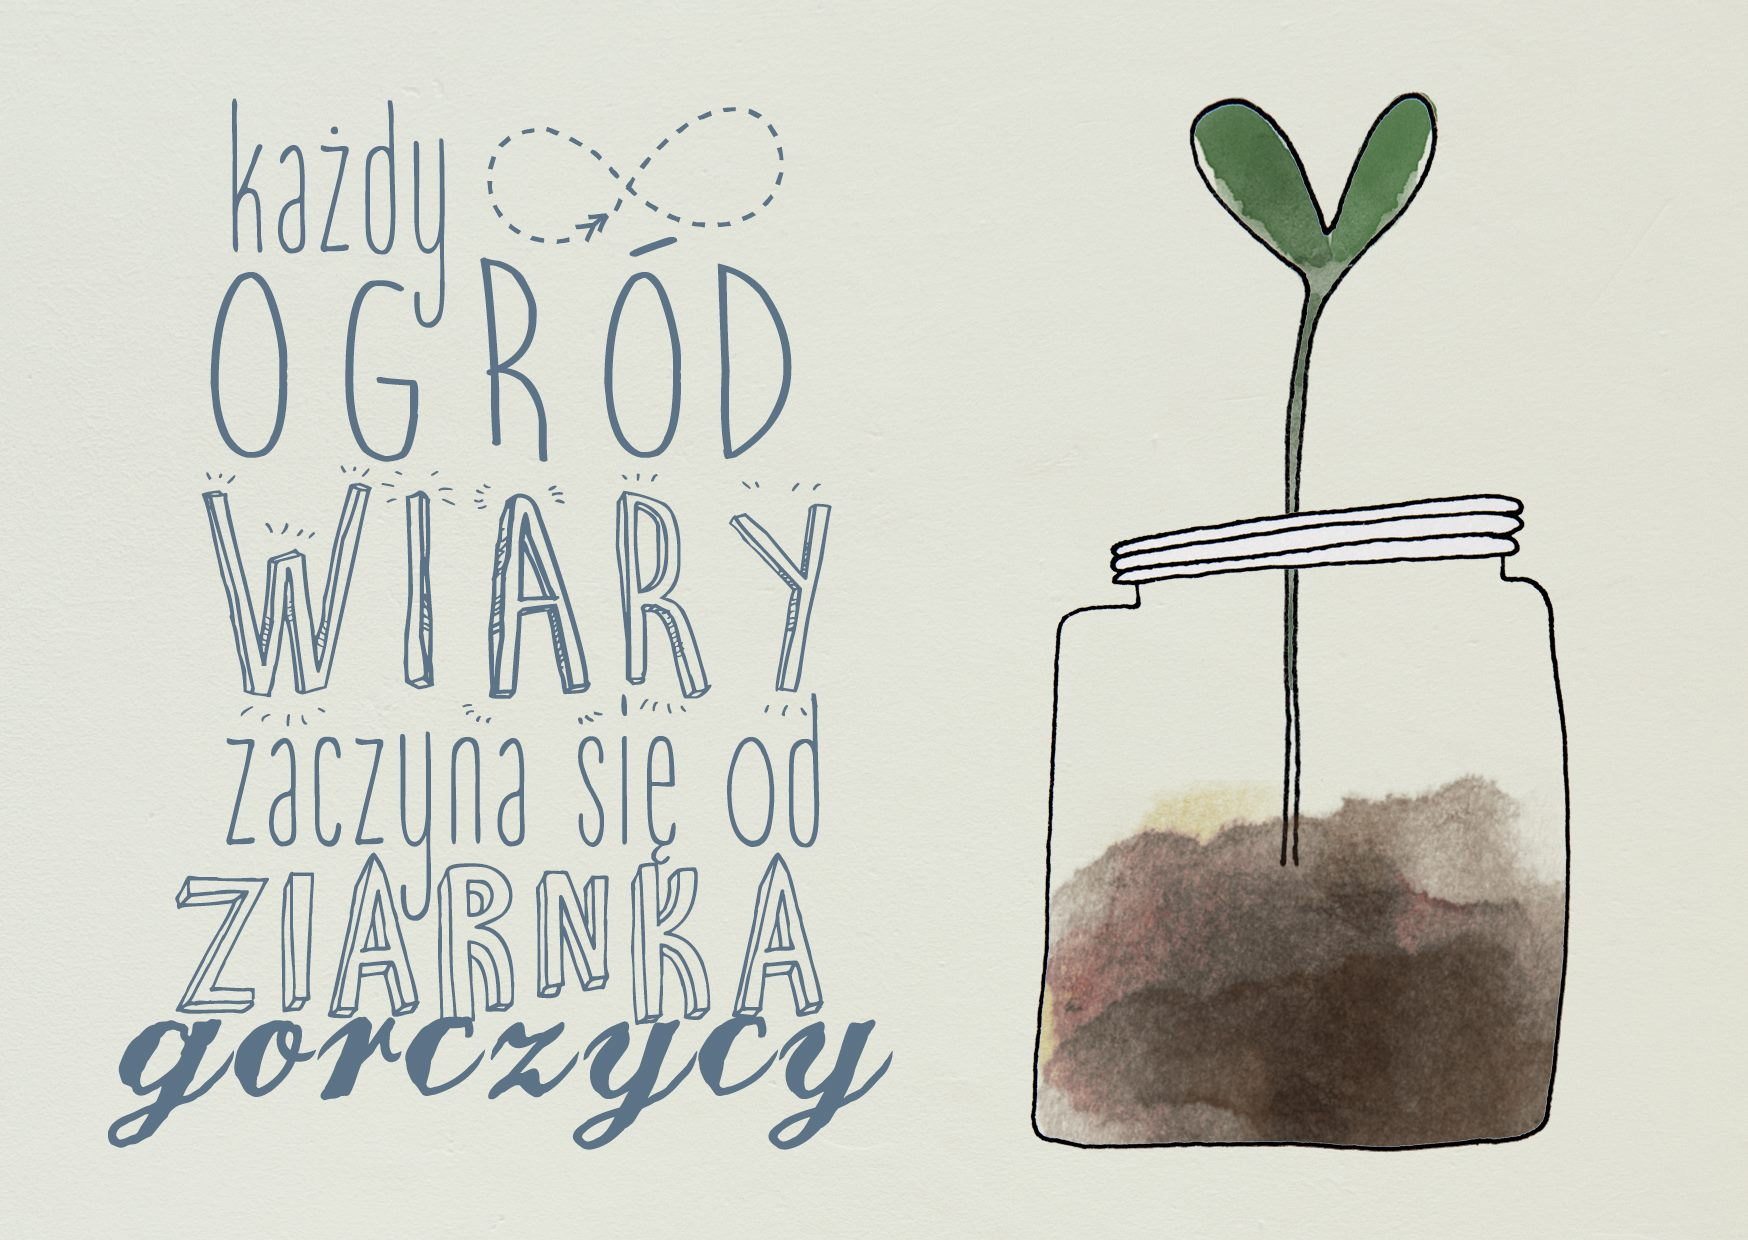 każdy
OGRÓD
WIARY
zaczyna się od
ZIARNKA
gorczycy